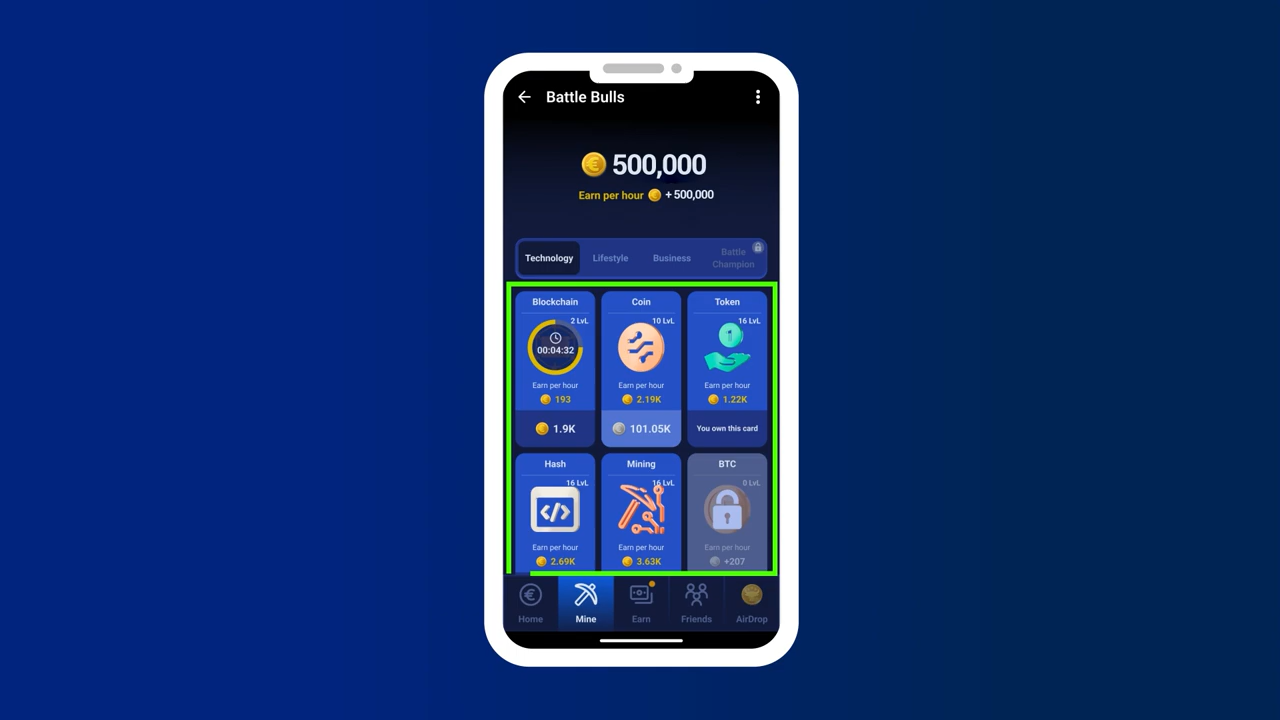 Battle Bulls
500,000
Earn per hour + 500,000
Technology
Lifestyle
Business
Battle
Champion
Blockchain
2 LvL
00:04:32
Earn per hour
193
1.9K
Coin
10 LvL
Earn per hour
2.19K
101.05K
Token
16 LvL
Earn per hour
1.22K
You own this card
Hash
16 LvL
Earn per hour
2.69K
Mining
16 LvL
Earn per hour
3.63K
BTC
0 LvL
Earn per hour
+207
Home
Mine
Earn
Friends
AirDrop